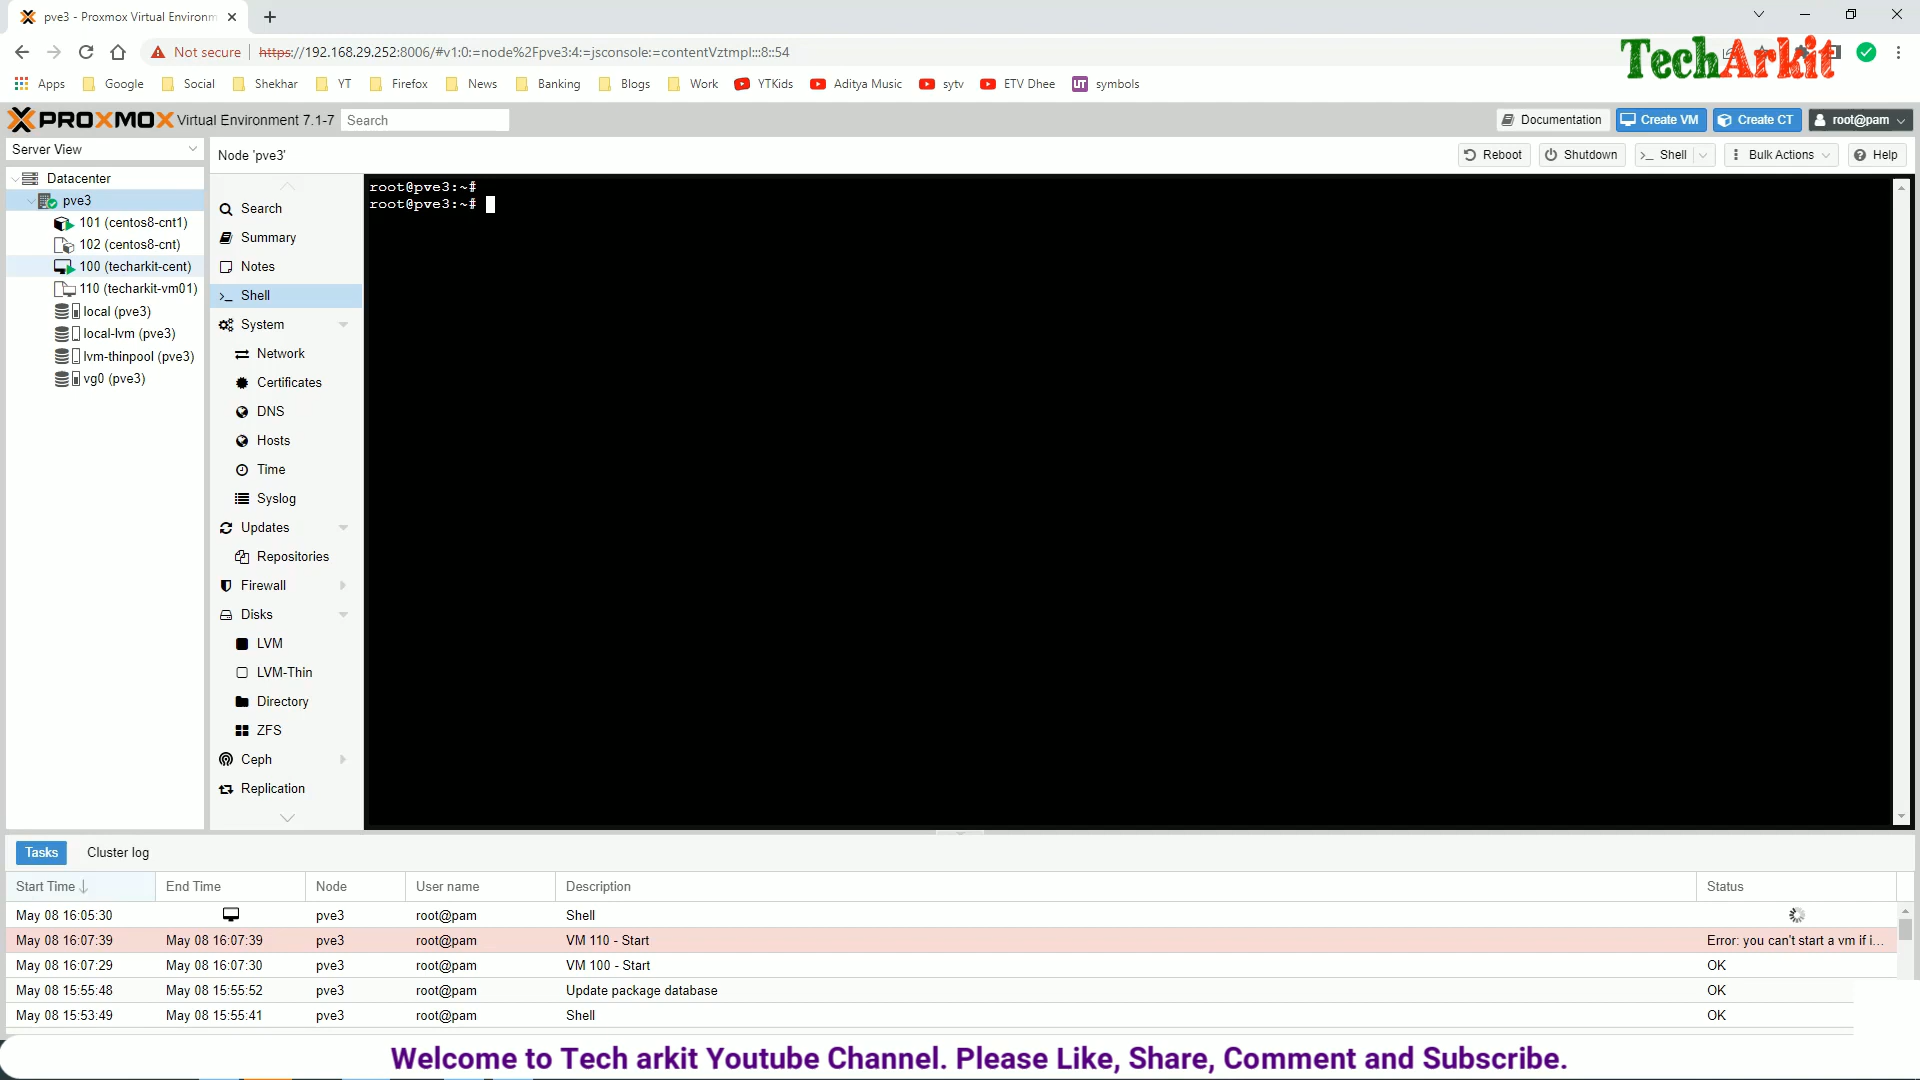 pve3 - Proxmox Virtual Environm
Not secure
https://192.168.29.252:8006/#v1:0:=node%2Fpve3:4:=jsconsole:=contentVztmpl:::8::54
TechArkit
Apps
Google
Social
Shekhar
YT
Firefox
News
Banking
Blogs
Work
YTKids
Aditya Music
sytv
ETV Dhee
UT
symbols
PROXMOX
Virtual Environment 7.1-7
Search
Documentation
Create VM
Create CT
root@pam
Server View
Node 'pve3'
Reboot
Shutdown
Shell
Bulk Actions
Help
Datacenter
pve3
101 (centos8-cnt1)
102 (centos8-cnt)
100 (techarkit-cent)
110 (techarkit-vm01)
local (pve3)
local-lvm (pve3)
lvm-thinpool (pve3)
vg0 (pve3)
Search
Summary
Notes
Shell
System
Network
Certificates
DNS
Hosts
Time
Syslog
Updates
Repositories
Firewall
Disks
LVM
LVM-Thin
Directory
ZFS
Ceph
Replication
root@pve3:~#
root@pve3:~#
Tasks
Cluster log
Start Time
End Time
Node
User name
Description
Status
May 08 16:05:30 pve3 root@pam Shell
May 08 16:07:39 May 08 16:07:39 pve3 root@pam VM 110 - Start Error: you can't start a vm if i...
May 08 16:07:29 May 08 16:07:30 pve3 root@pam VM 100 - Start OK
May 08 15:55:48 May 08 15:55:52 pve3 root@pam Update package database OK
May 08 15:53:49 May 08 15:55:41 pve3 root@pam Shell OK
Welcome to Tech arkit Youtube Channel. Please Like, Share, Comment and Subscribe.